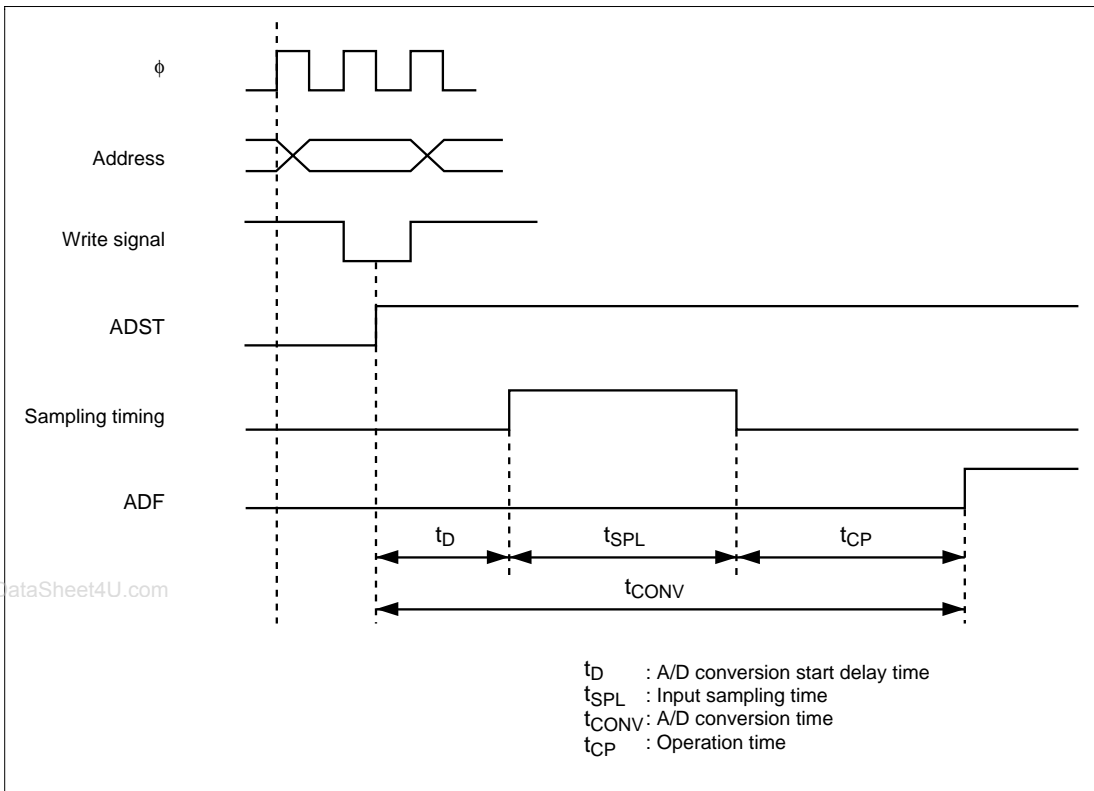 ϕ
Address
Write signal
ADST
Sampling timing
ADF
tD tSPL tCP
tCONV
DataSheet4U.com
tD : A/D conversion start delay time
tSPL : Input sampling time
tCONV : A/D conversion time
tCP : Operation time